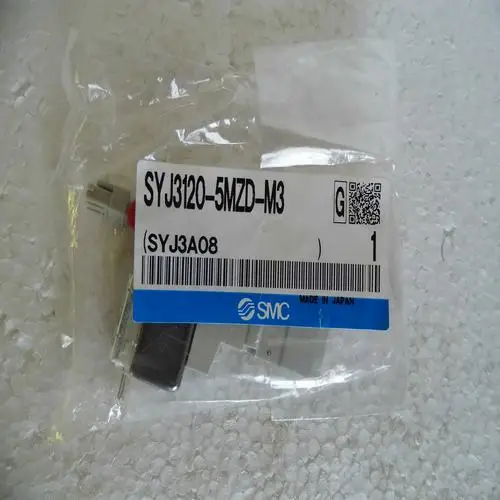 SYJ3120-5MZD-M3
G
(SYJ3A08 ) 1
SMC
MADE IN JAPAN